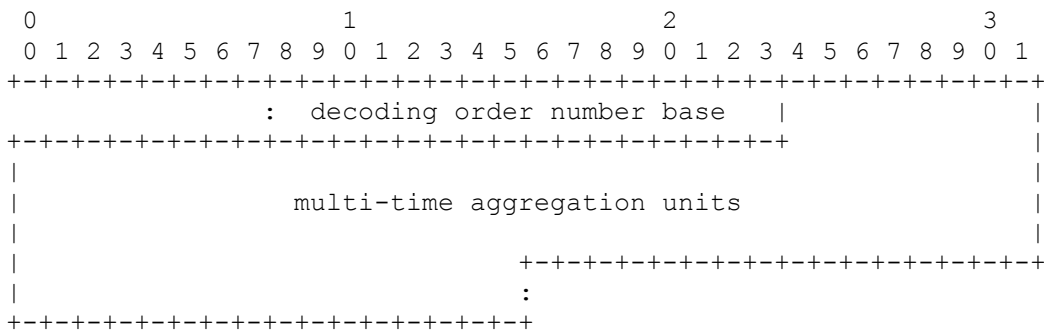 0                   1                   2                   3
 0 1 2 3 4 5 6 7 8 9 0 1 2 3 4 5 6 7 8 9 0 1 2 3 4 5 6 7 8 9 0 1
+-+-+-+-+-+-+-+-+-+-+-+-+-+-+-+-+-+-+-+-+-+-+-+-+-+-+-+-+-+-+-+-+
                :  decoding order number base   |               |
+-+-+-+-+-+-+-+-+-+-+-+-+-+-+-+-+-+-+-+-+-+-+-+-+               |
|                                                               |
|                 multi-time aggregation units                  |
|                                                               |
|                               +-+-+-+-+-+-+-+-+-+-+-+-+-+-+-+-+
|                               :
+-+-+-+-+-+-+-+-+-+-+-+-+-+-+-+-+